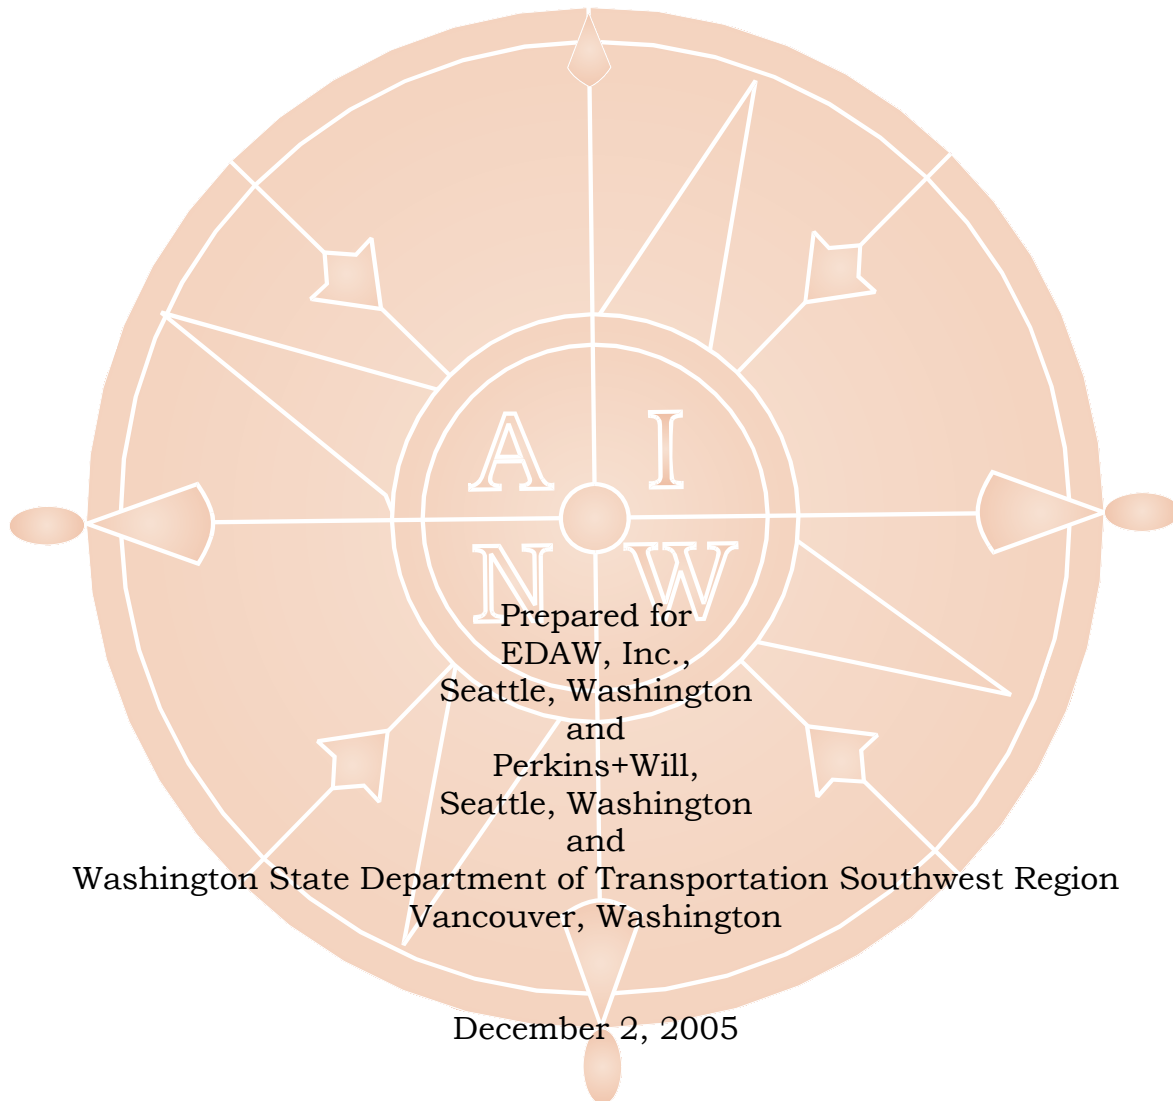 A I
N W
Prepared for
EDAW, Inc.,
Seattle, Washington
and
Perkins+Will,
Seattle, Washington
and
Washington State Department of Transportation Southwest Region
Vancouver, Washington
December 2, 2005